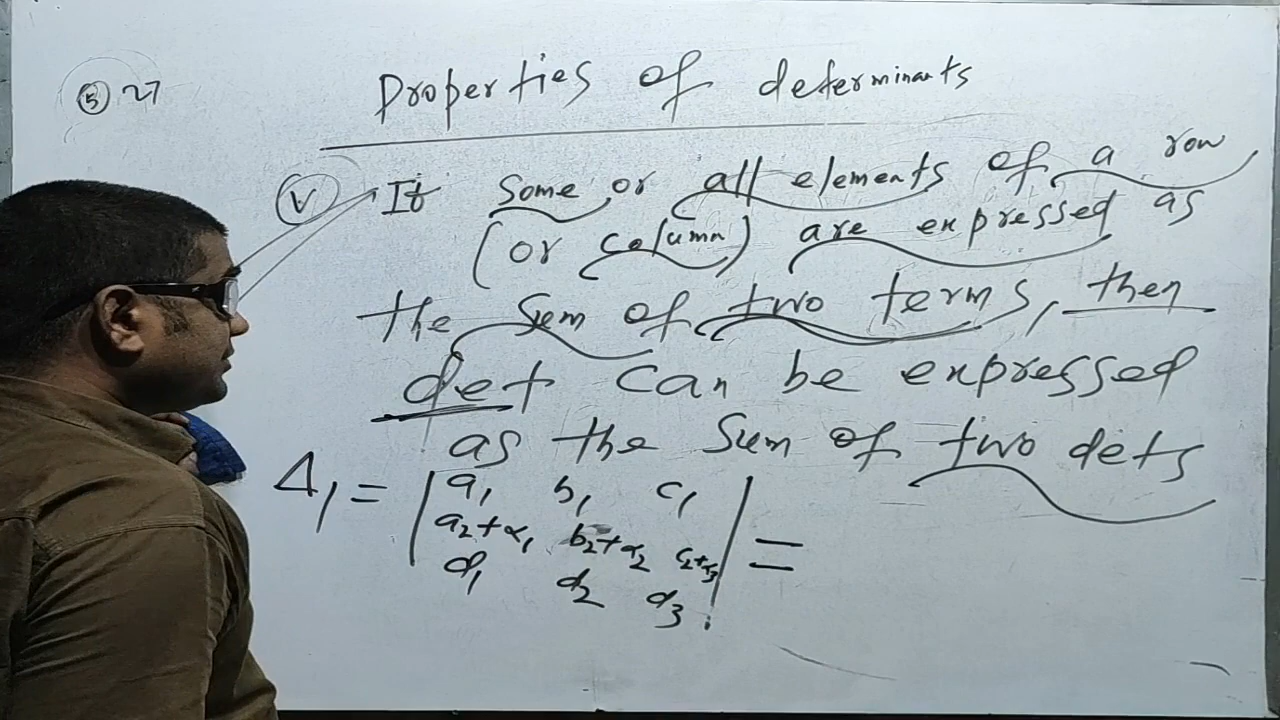 ⑤ 27
Properties of determinants
Ⓥ If some or all elements of a row
(or column) are expressed as
the sum of two terms, then
det can be expressed
as the sum of two dets
Δ₁ = | a₁ b₁ c₁ |
a₂+α₁ b₂+α₂ c₂+α₃ =
d₁ d₂ d₃